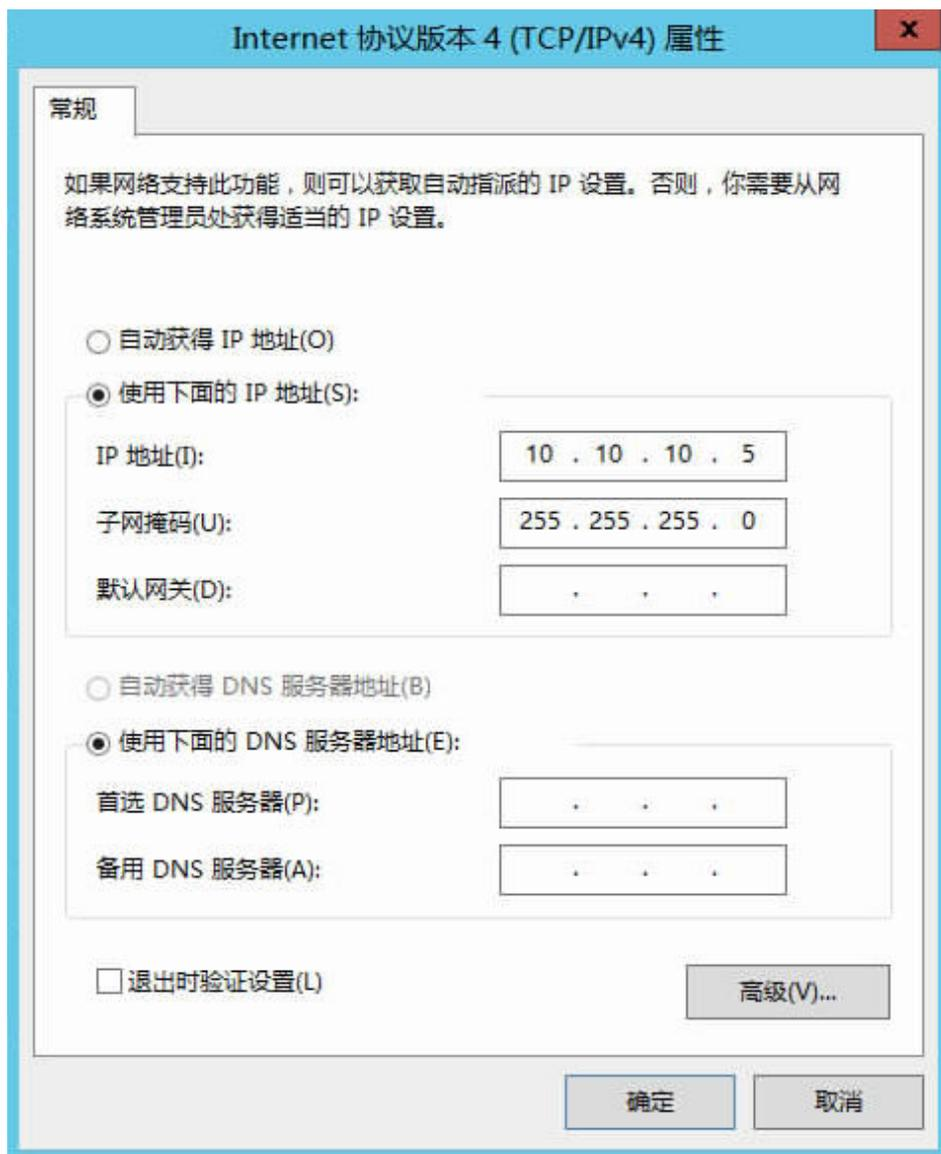 Internet 协议版本 4 (TCP/IPv4) 属性
x
常规
如果网络支持此功能，则可以获取自动指派的 IP 设置。否则，你需要从网
络系统管理员处获得适当的 IP 设置。
自动获得 IP 地址(O)
使用下面的 IP 地址(S):
IP 地址(I): 10 . 10 . 10 . 5
子网掩码(U): 255 . 255 . 255 . 0
默认网关(D): . . .
自动获得 DNS 服务器地址(B)
使用下面的 DNS 服务器地址(E):
首选 DNS 服务器(P): . . .
备用 DNS 服务器(A): . . .
退出时验证设置(L)
高级(V)...
确定 取消